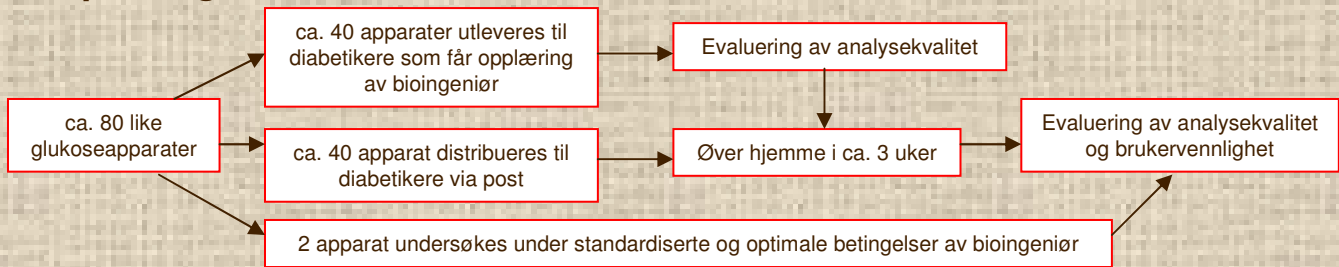 ca. 40 apparater utleveres til
diabetikere som får opplæring
av bioingeniør
Evaluering av analysekvalitet
ca. 80 like
glukoseapparater
ca. 40 apparat distribueres til
diabetikere via post
Øver hjemme i ca. 3 uker
Evaluering av analysekvalitet
og brukervennlighet
2 apparat undersøkes under standardiserte og optimale betingelser av bioingeniør